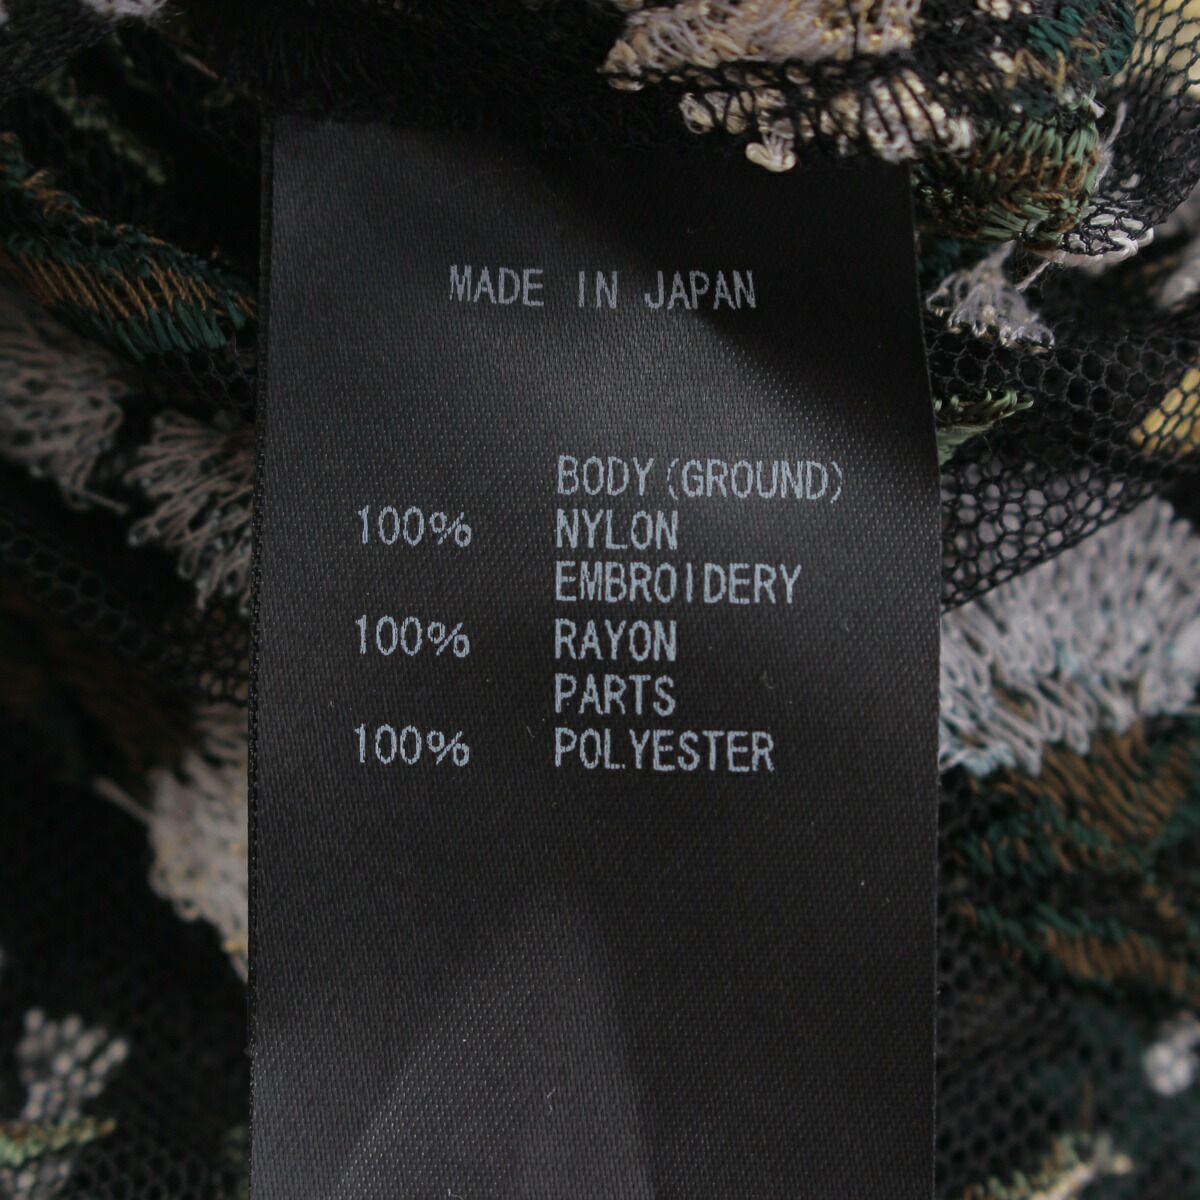 MADE IN JAPAN
BODY(GROUND)
100% NYLON
EMBROIDERY
100% RAYON
PARTS
100% POLYESTER